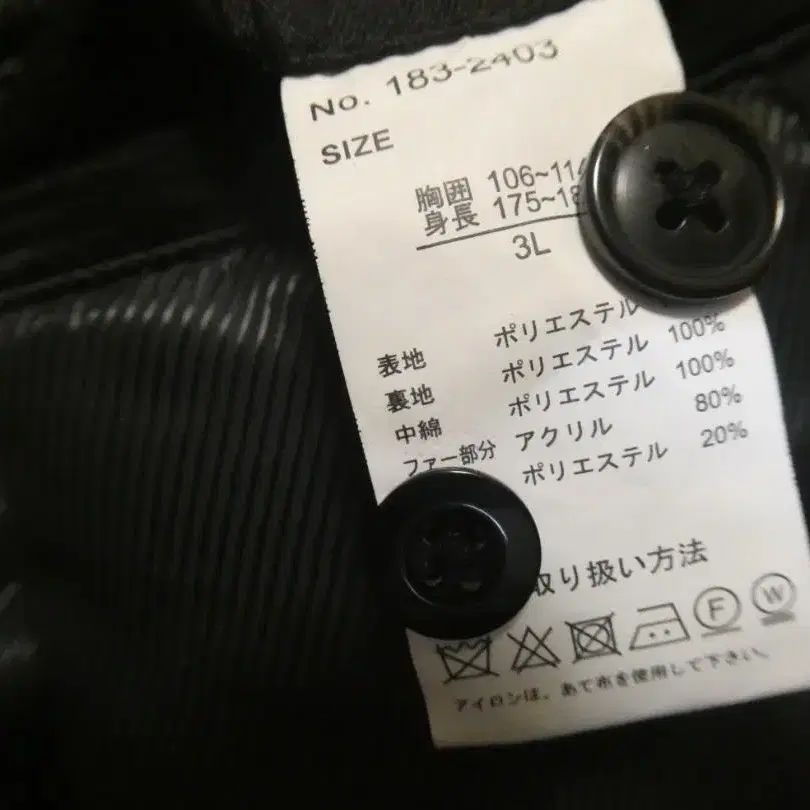 No. 183-2403
SIZE
胸囲 106~114
身長 175~18
3L
表地 ポリエステル
裏地 ポリエステル 100%
中綿 ポリエステル 100%
ファー部分 アクリル 80%
ポリエステル 20%
取り扱い方法
F W
アイロンは、あて布を使用して下さい。